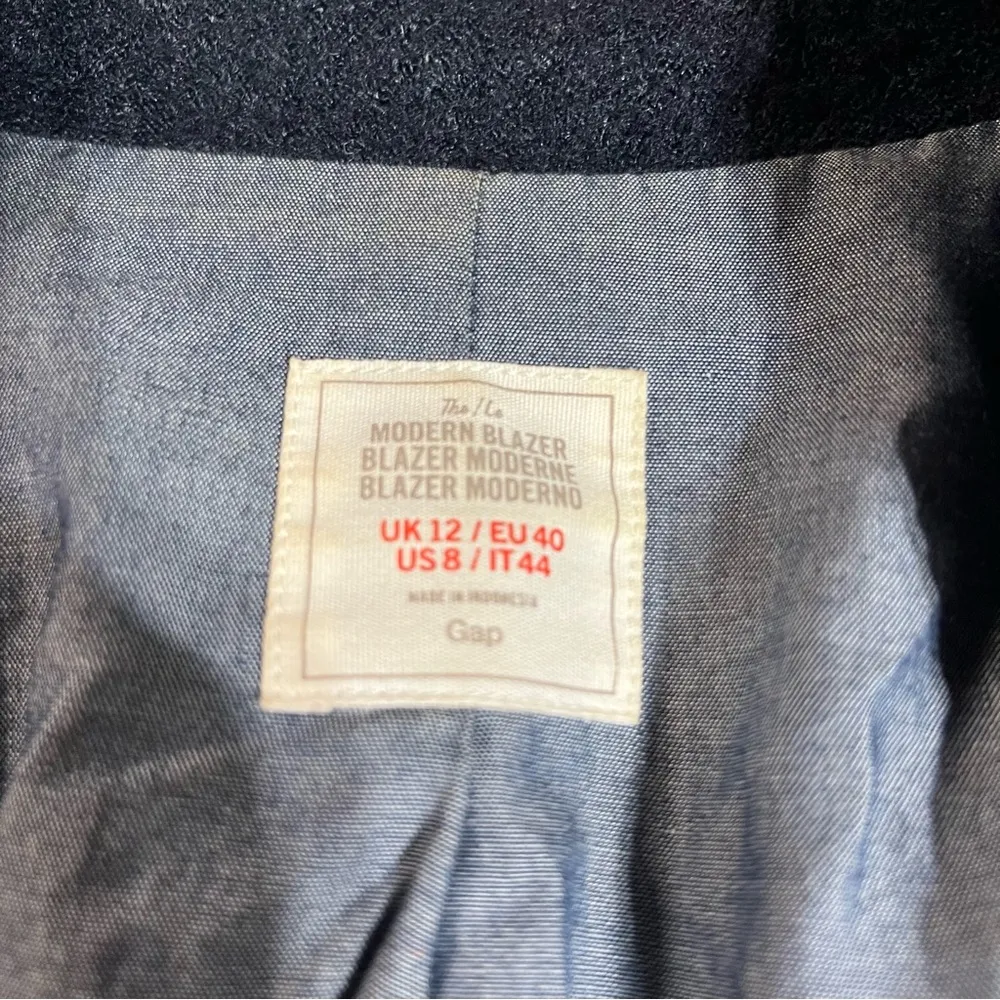 The / Le
MODERN BLAZER
BLAZER MODERNE
BLAZER MODERNO
UK 12 / EU 40
US 8 / IT 44
MADE IN INDONESIA
Gap